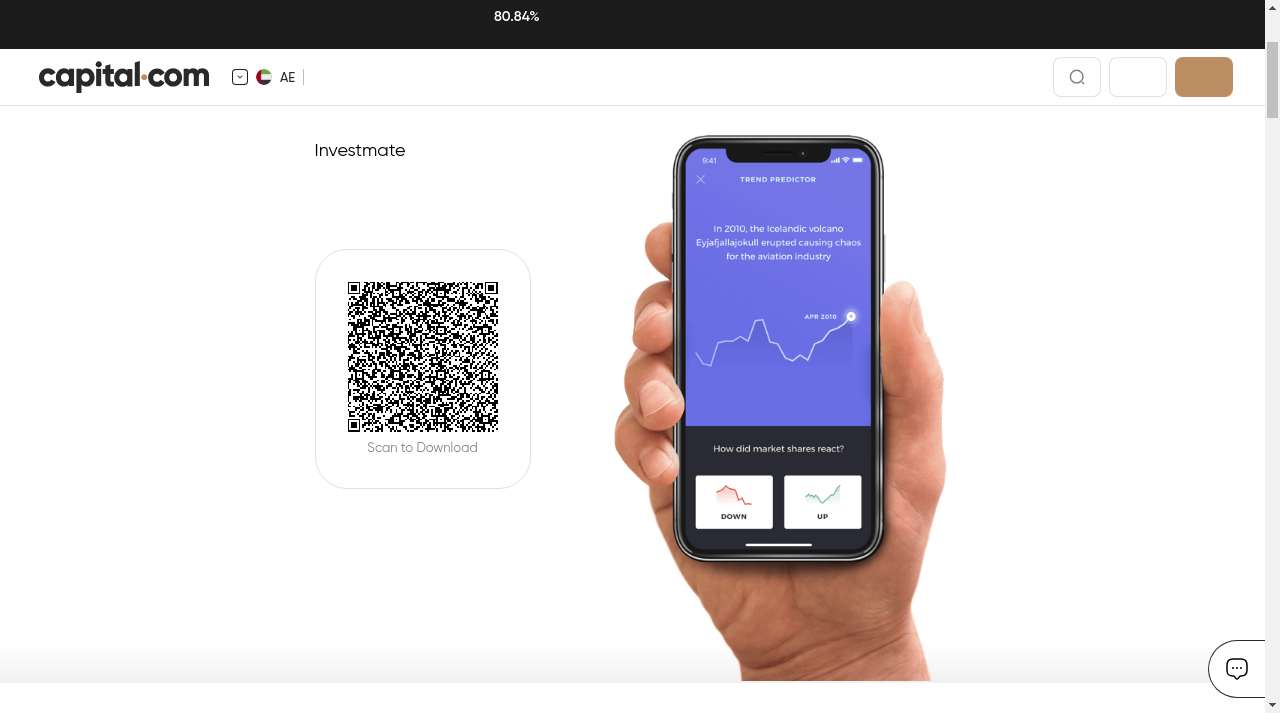 80.84%
capital.com
AE
Investmate
Scan to Download
9:41
TREND PREDICTOR
In 2010, the Icelandic volcano
Eyjafjallajokull erupted causing chaos
for the aviation industry
APR 2010
How did market shares react?
DOWN
UP